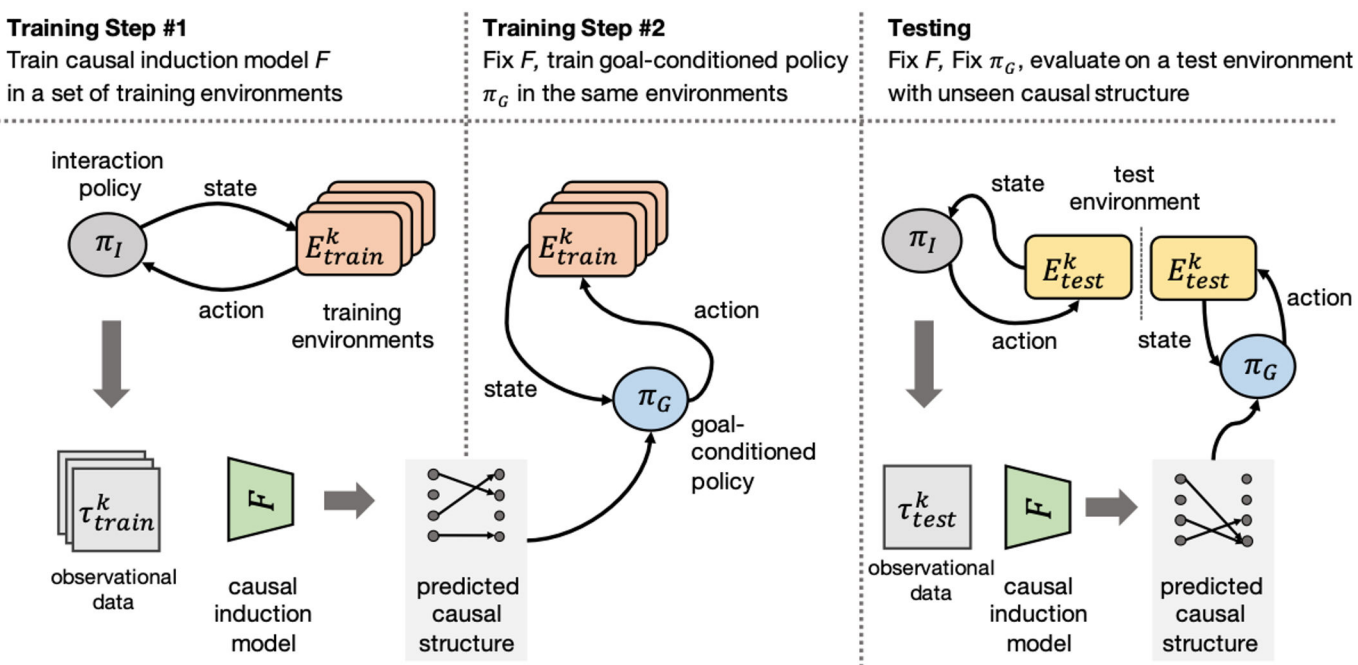 Training Step #1
Train causal induction model F
in a set of training environments
interaction
policy
state
π_I
E^k_train
action
training
environments
τ^k_train
observational
data
F
causal
induction
model
predicted
causal
structure
Training Step #2
Fix F, train goal-conditioned policy
π_G in the same environments
E^k_train
action
state
π_G
goal-
conditioned
policy
Testing
Fix F, Fix π_G, evaluate on a test environment
with unseen causal structure
state
test
environment
π_I
E^k_test
E^k_test
action
action
state
π_G
τ^k_test
observational
data
F
causal
induction
model
predicted
causal
structure